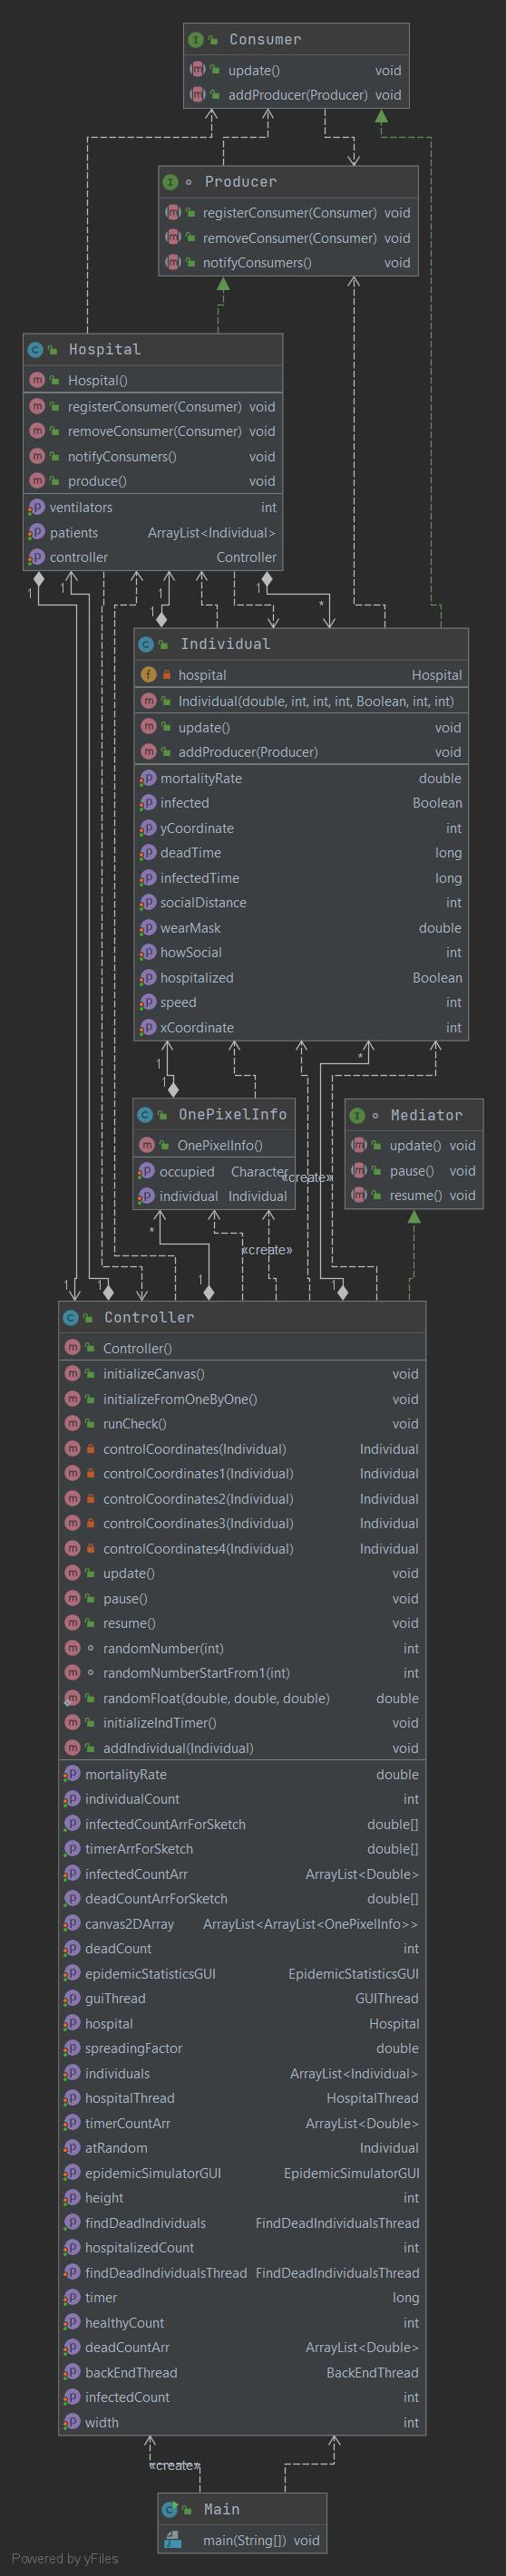 Consumer
update() void
addProducer(Producer) void
Producer
registerConsumer(Consumer) void
removeConsumer(Consumer) void
notifyConsumers() void
Hospital
Hospital()
registerConsumer(Consumer) void
removeConsumer(Consumer) void
notifyConsumers() void
produce() void
ventilators int
patients ArrayList<Individual>
controller Controller
1 1 1 1 *
Individual
hospital Hospital
Individual(double, int, int, int, Boolean, int, int)
update() void
addProducer(Producer) void
mortalityRate double
infected Boolean
yCoordinate int
deadTime long
infectedTime long
socialDistance int
wearMask double
howSocial int
hospitalized Boolean
speed int
xCoordinate int
1 *
1
OnePixelInfo
OnePixelInfo()
occupied Character
individual Individual
«create»
Mediator
update() void
pause() void
resume() void
*
«create»
1 1 1 1
Controller
Controller()
initializeCanvas() void
initializeFromOneByOne() void
runCheck() void
controlCoordinates(Individual) Individual
controlCoordinates1(Individual) Individual
controlCoordinates2(Individual) Individual
controlCoordinates3(Individual) Individual
controlCoordinates4(Individual) Individual
update() void
pause() void
resume() void
randomNumber(int) int
randomNumberStartFrom1(int) int
randomFloat(double, double, double) double
initializeIndTimer() void
addIndividual(Individual) void
mortalityRate double
individualCount int
infectedCountArrForSketch double[]
timerArrForSketch double[]
infectedCountArr ArrayList<Double>
deadCountArrForSketch double[]
canvas2DArray ArrayList<ArrayList<OnePixelInfo>>
deadCount int
epidemicStatisticsGUI EpidemicStatisticsGUI
guiThread GUIThread
hospital Hospital
spreadingFactor double
individuals ArrayList<Individual>
hospitalThread HospitalThread
timerCountArr ArrayList<Double>
atRandom Individual
epidemicSimulatorGUI EpidemicSimulatorGUI
height int
findDeadIndividuals FindDeadIndividualsThread
hospitalizedCount int
findDeadIndividualsThread FindDeadIndividualsThread
timer long
healthyCount int
deadCountArr ArrayList<Double>
backEndThread BackEndThread
infectedCount int
width int
«create»
Main
main(String[]) void
Powered by yFiles